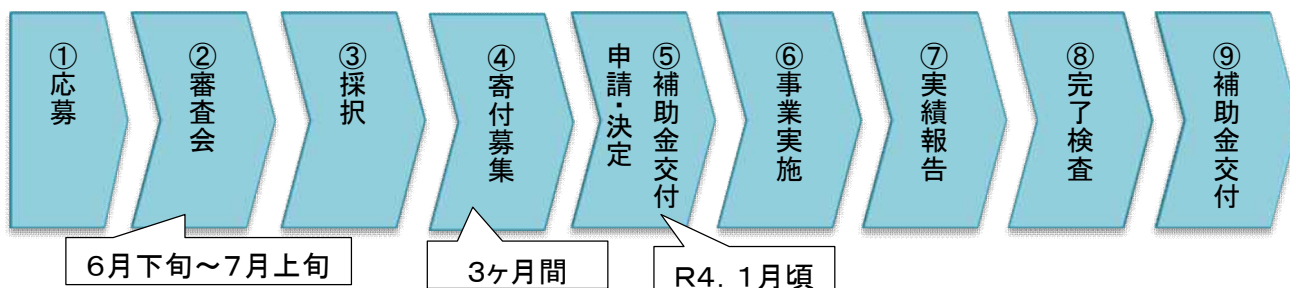 ①応募
②審査会
③採択
④寄付募集
⑤補助金交付
申請・決定
⑥事業実施
⑦実績報告
⑧完了検査
⑨補助金交付
6月下旬～7月上旬
3ヶ月間
R4．1月頃